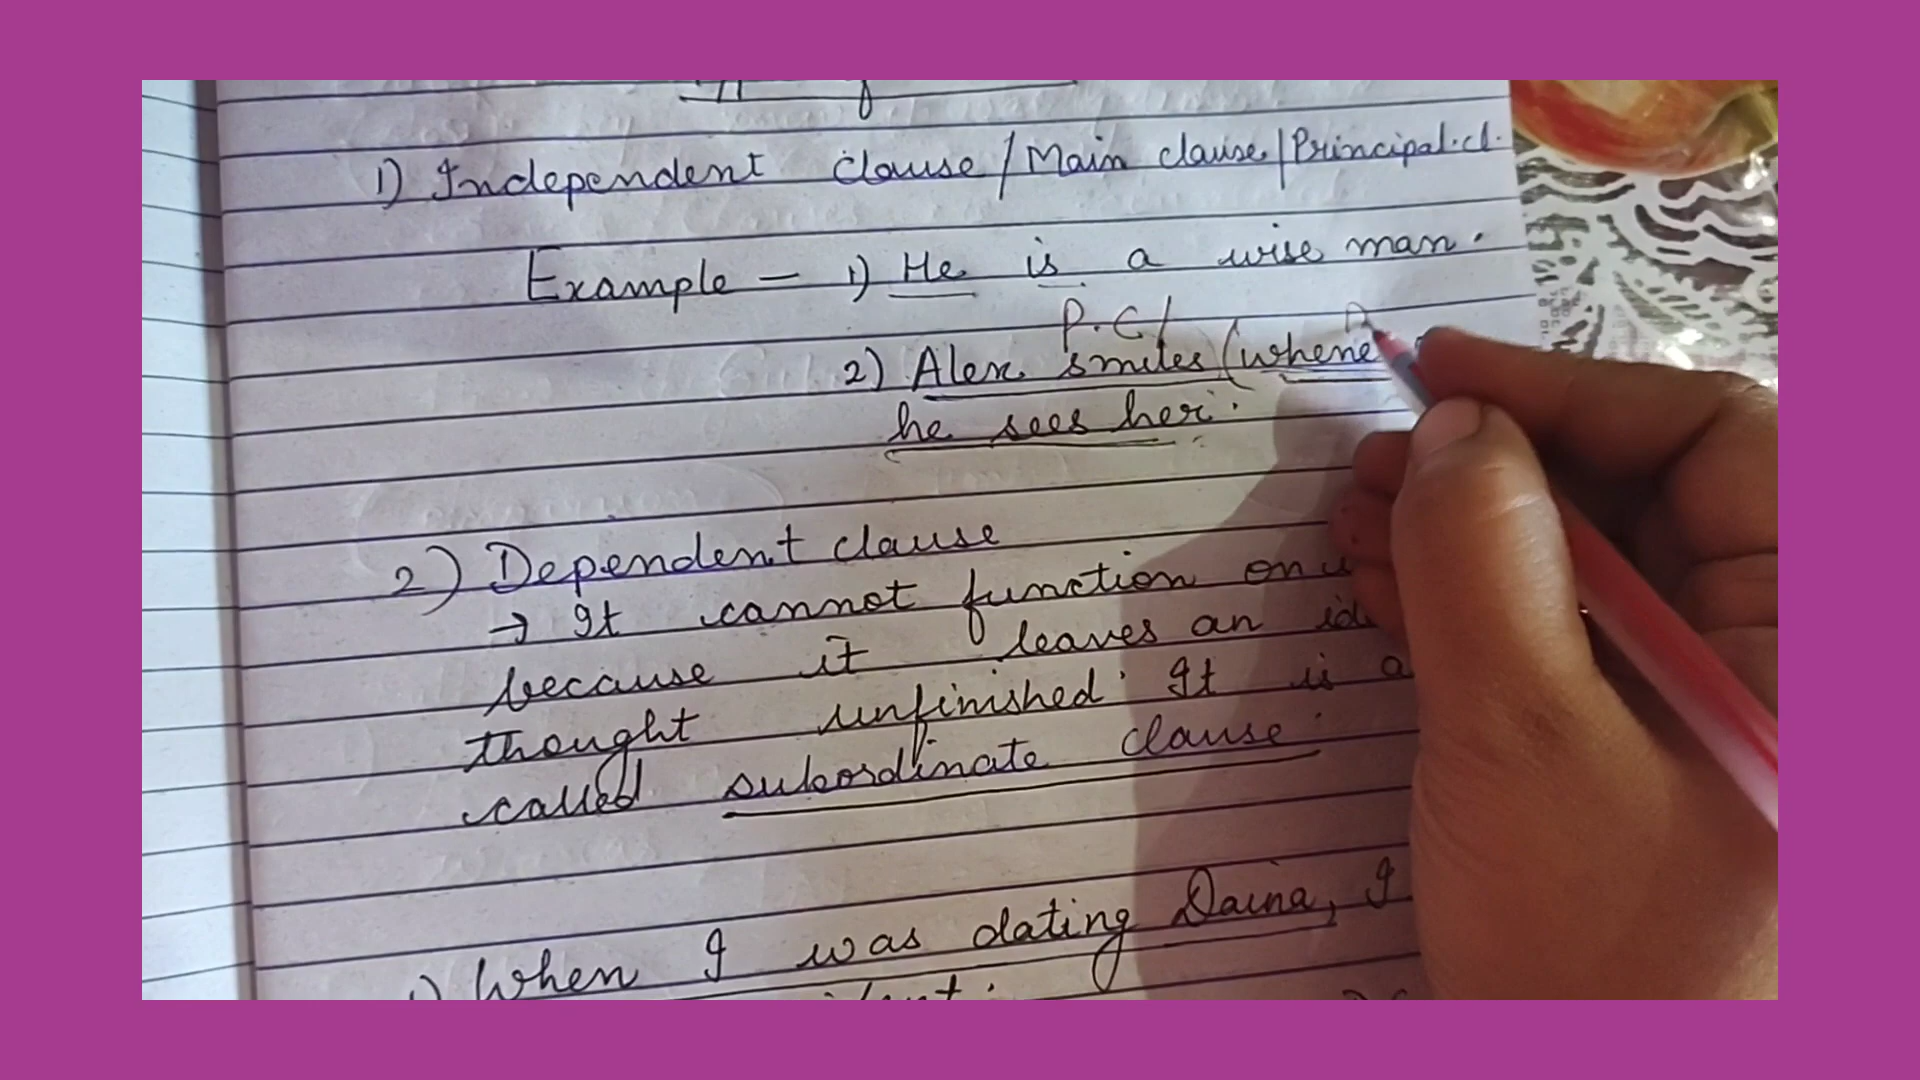 1) Independent clause / Main clause / Principal.cl.
Example – 1) He is a wise man.
P.Cl
2) Alex smiles (whene
he sees her.
2) Dependent clause
→ It cannot function on
because it leaves an
thought unfinished. It is
called subordinate clause.
1) When I was dating Daina, I